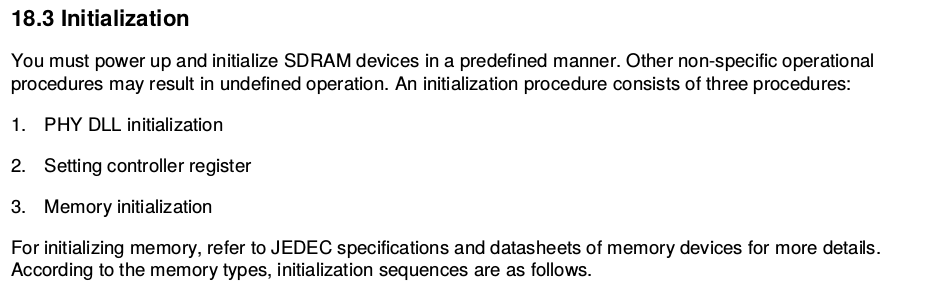 18.3 Initialization
You must power up and initialize SDRAM devices in a predefined manner. Other non-specific operational
procedures may result in undefined operation. An initialization procedure consists of three procedures:
1. PHY DLL initialization
2. Setting controller register
3. Memory initialization
For initializing memory, refer to JEDEC specifications and datasheets of memory devices for more details.
According to the memory types, initialization sequences are as follows.